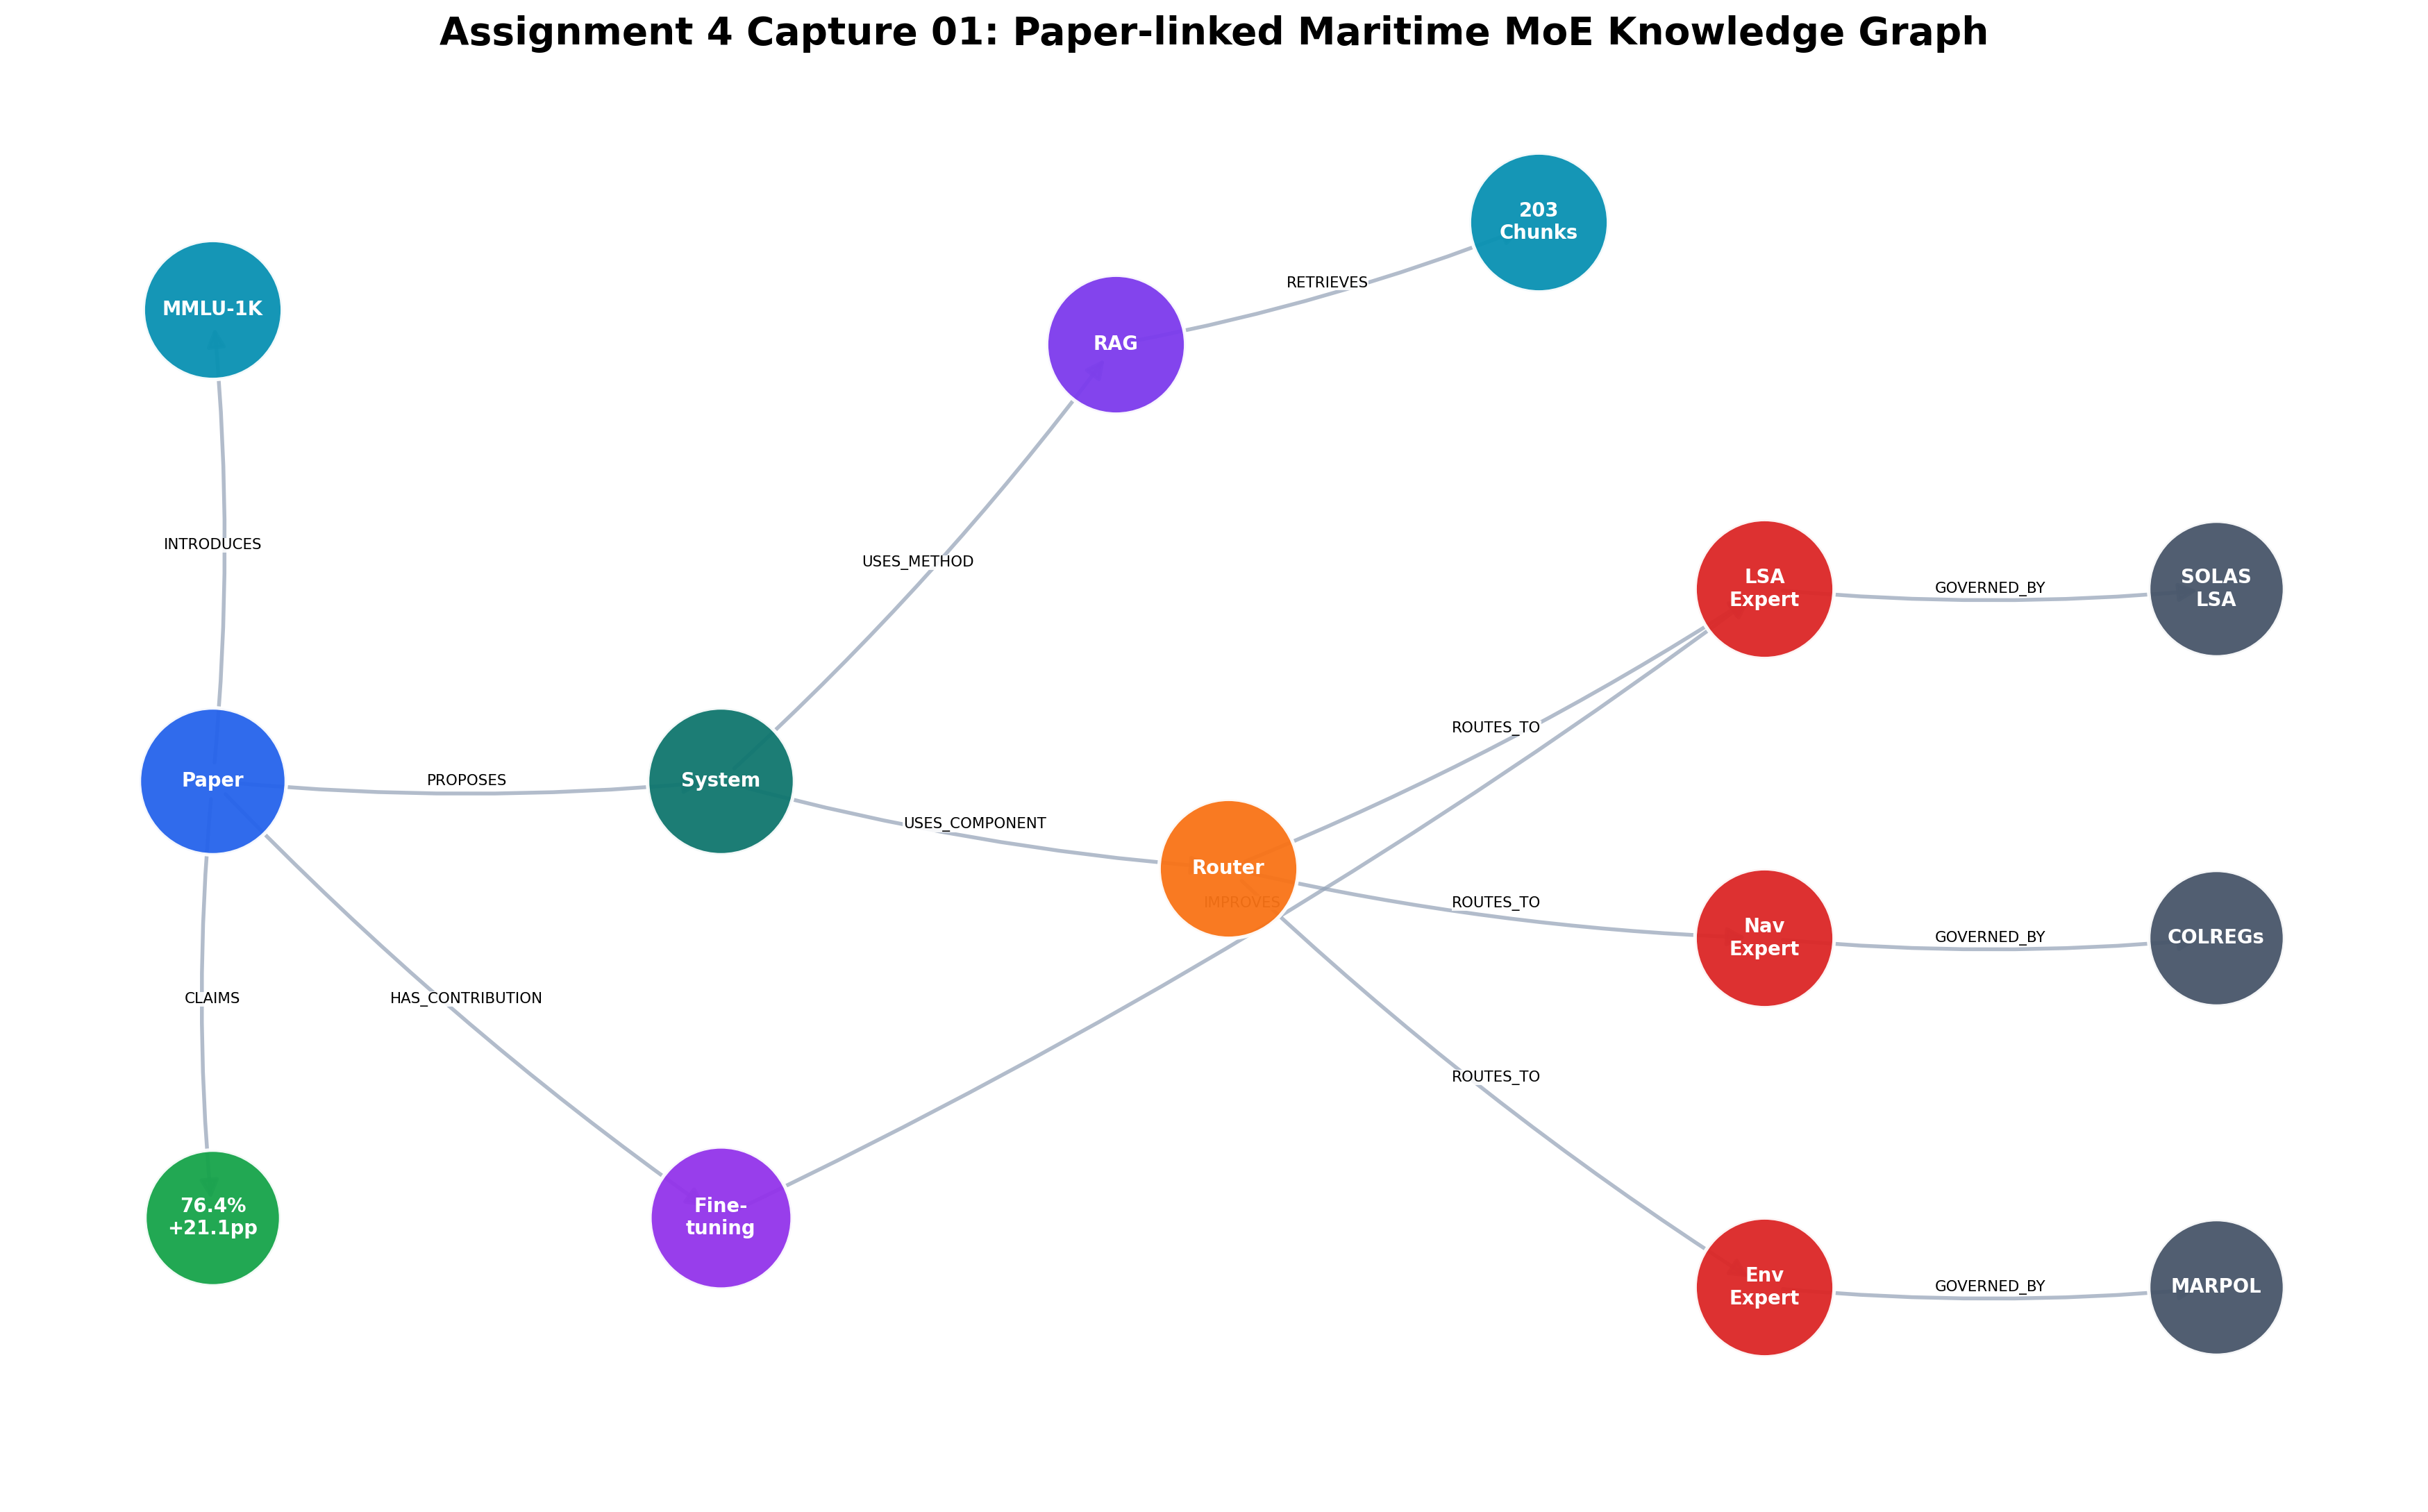 Assignment 4 Capture 01: Paper-linked Maritime MoE Knowledge Graph
203
Chunks
RETRIEVES
MMLU-1K
RAG
INTRODUCES
USES_METHOD
LSA
Expert
GOVERNED_BY
SOLAS
LSA
ROUTES_TO
Paper
PROPOSES
System
USES_COMPONENT
Router
IMPROVES
ROUTES_TO
Nav
Expert
GOVERNED_BY
COLREGs
CLAIMS
HAS_CONTRIBUTION
ROUTES_TO
76.4%
+21.1pp
Fine-
tuning
Env
Expert
GOVERNED_BY
MARPOL